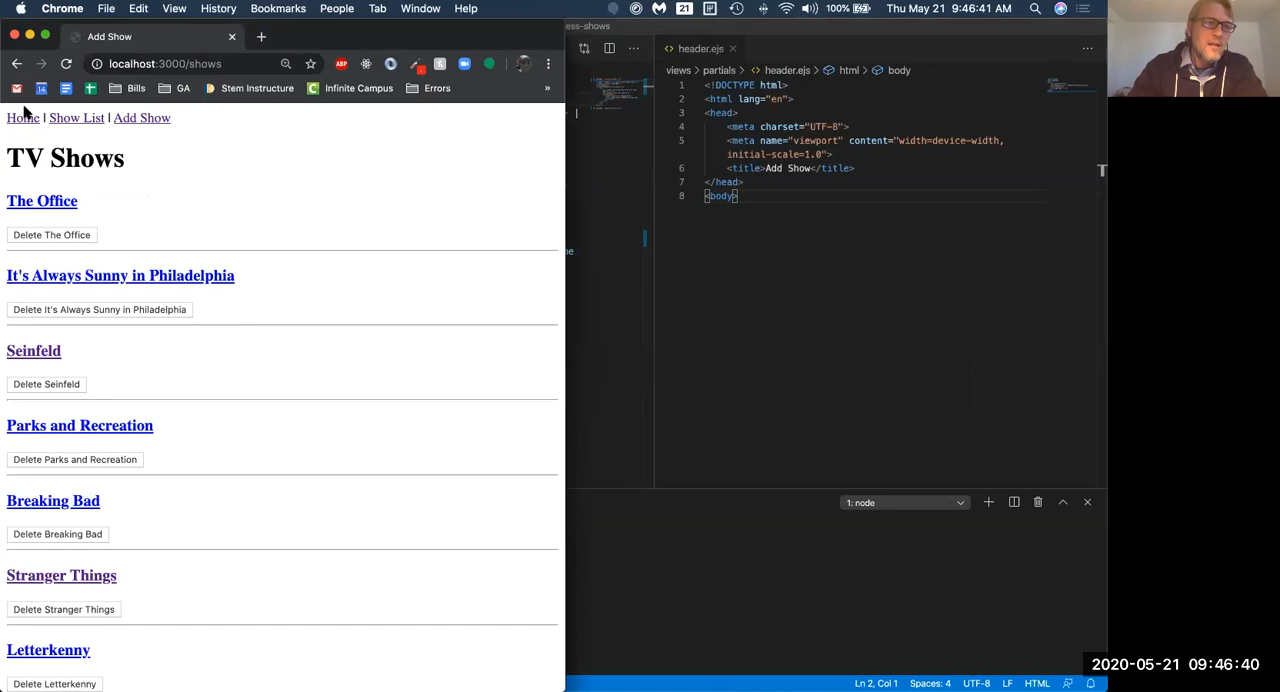 Chrome File Edit View History Bookmarks People Tab Window Help 21 100% Thu May 21 9:46:41 AM
Add Show
ess-shows
localhost:3000/shows
ABP
header.ejs
14 Bills GA Stem Structure Infinite Campus Errors »
views › partials › header.ejs › html › body
Home | Show List | Add Show
TV Shows
The Office
Delete The Office
It's Always Sunny in Philadelphia
Delete It's Always Sunny in Philadelphia
Seinfeld
Delete Seinfeld
Parks and Recreation
Delete Parks and Recreation
Breaking Bad
Delete Breaking Bad
Stranger Things
Delete Stranger Things
Letterkenny
Delete Letterkenny
ne
1 <!DOCTYPE html>
2 <html lang="en">
3 <head>
4 <meta charset="UTF-8">
5 <meta name="viewport" content="width=device-width,
initial-scale=1.0">
6 <title>Add Show</title>
7 </head>
8 <body>
T
1: node
Ln 2, Col 1 Spaces: 4 UTF-8 LF HTML
2020-05-21 09:46:40